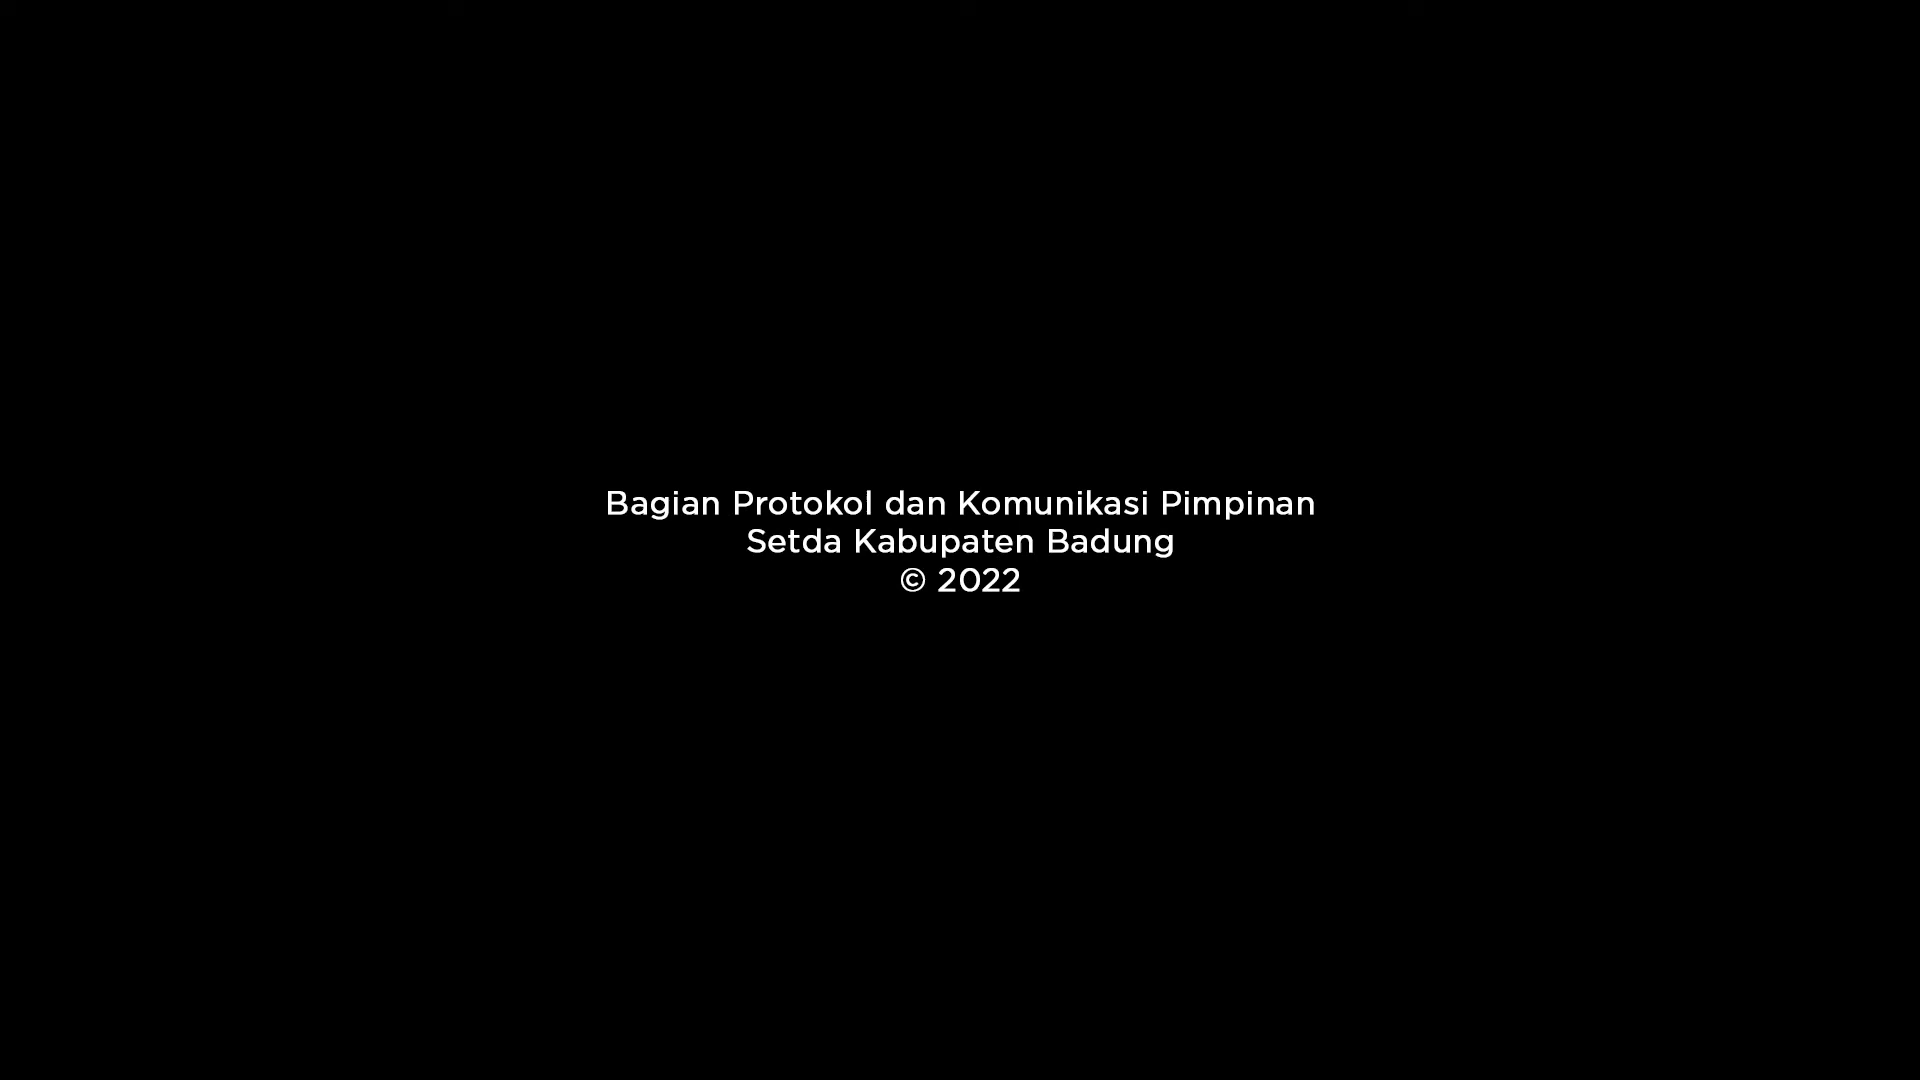 Bagian Protokol dan Komunikasi Pimpinan
Setda Kabupaten Badung
© 2022